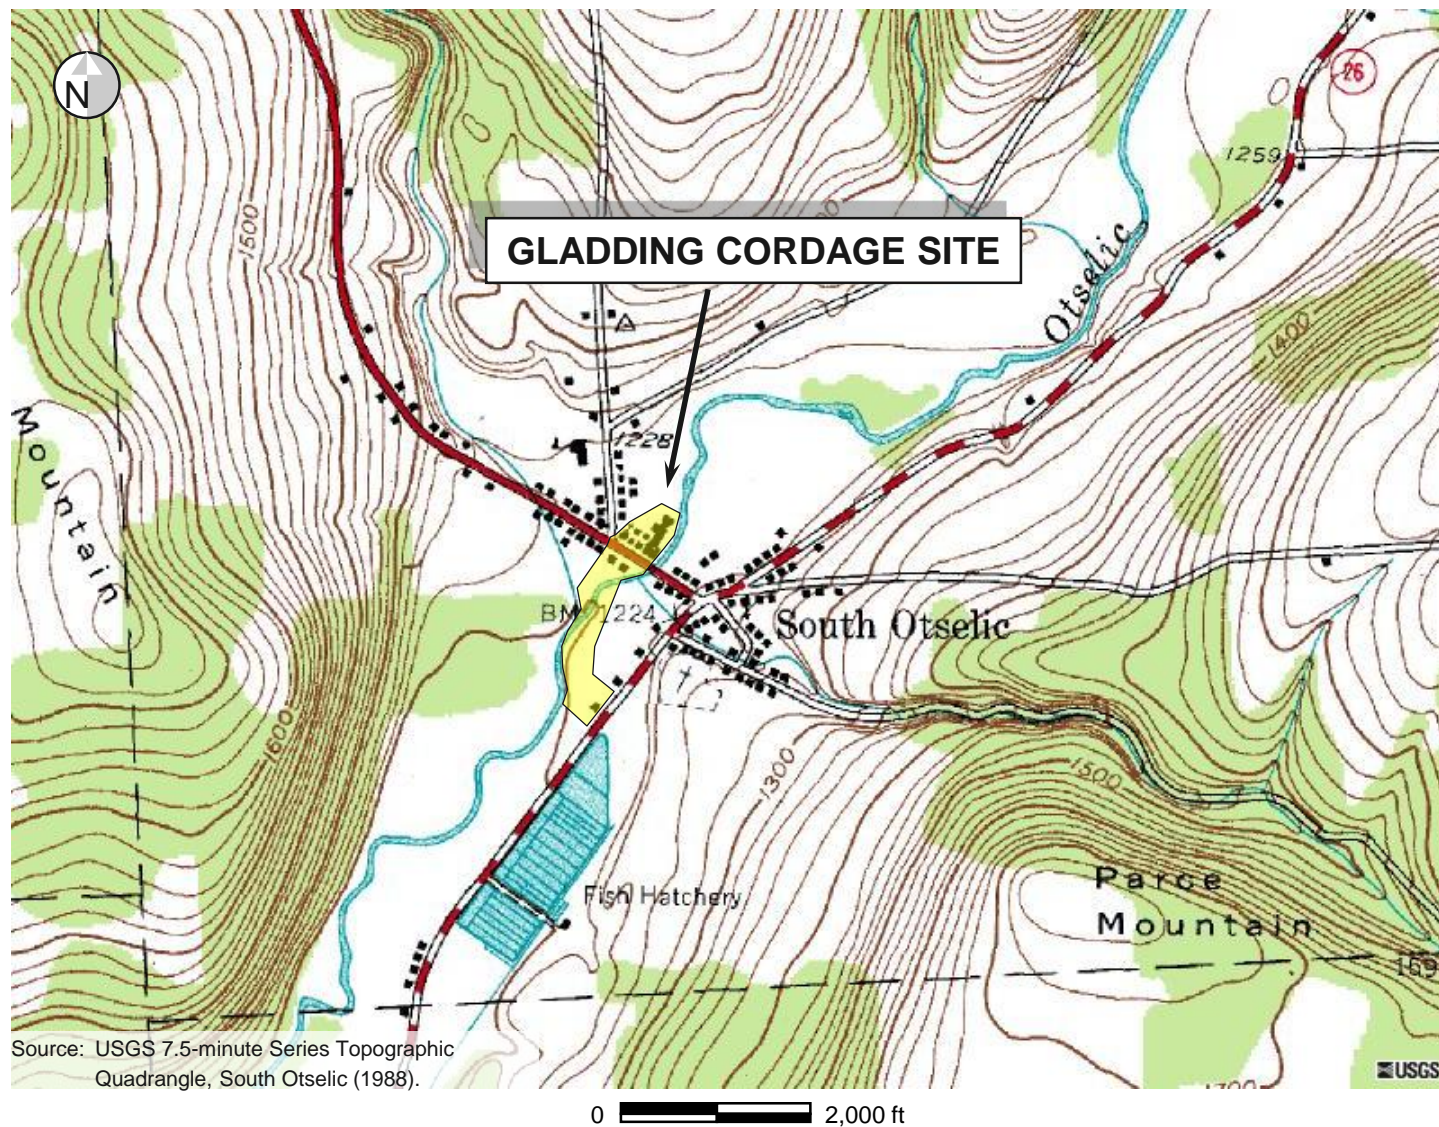 N
26
1259
1500
GLADDING CORDAGE SITE
Otselic
1400
Mountain
1228
BM 1224
South Otselic
1600
1300
1500
Parce
Mountain
Fish Hatchery
169
Source: USGS 7.5-minute Series Topographic
Quadrangle, South Otselic (1988).
USGS
1700
0 2,000 ft